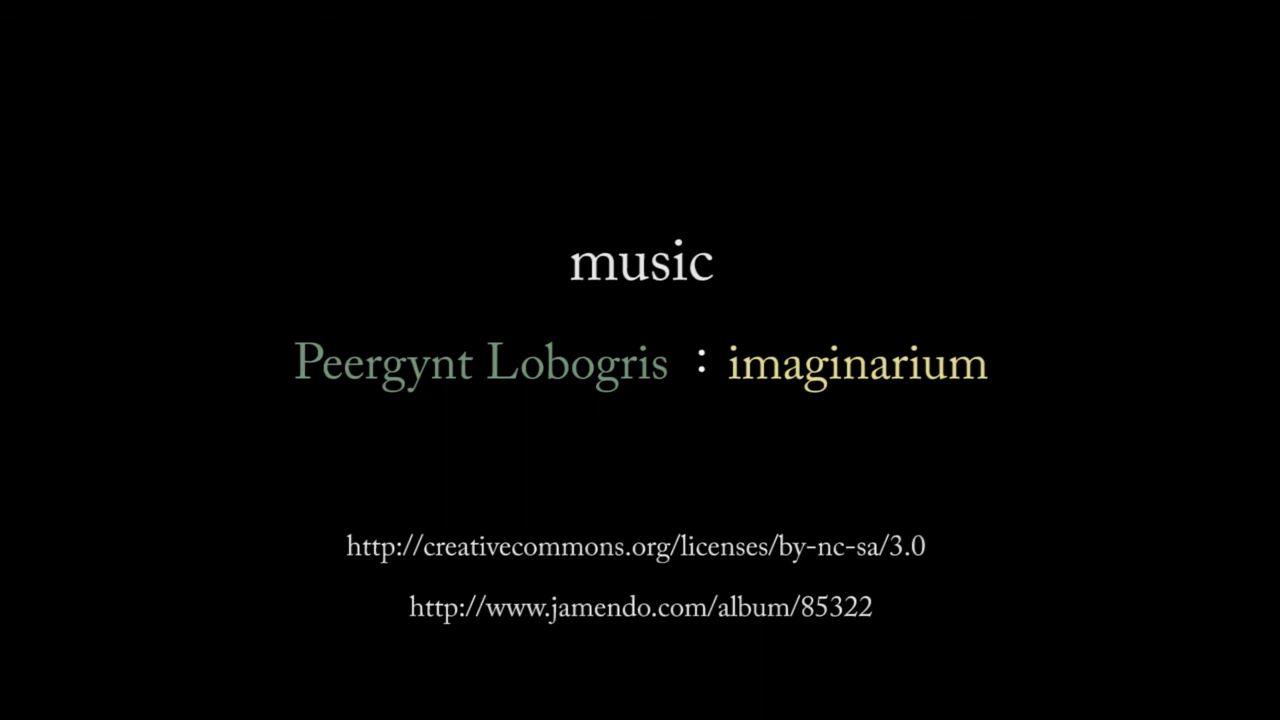 music
Peergynt Lobogris : imaginarium
http://creativecommons.org/licenses/by-nc-sa/3.0
http://www.jamendo.com/album/85322